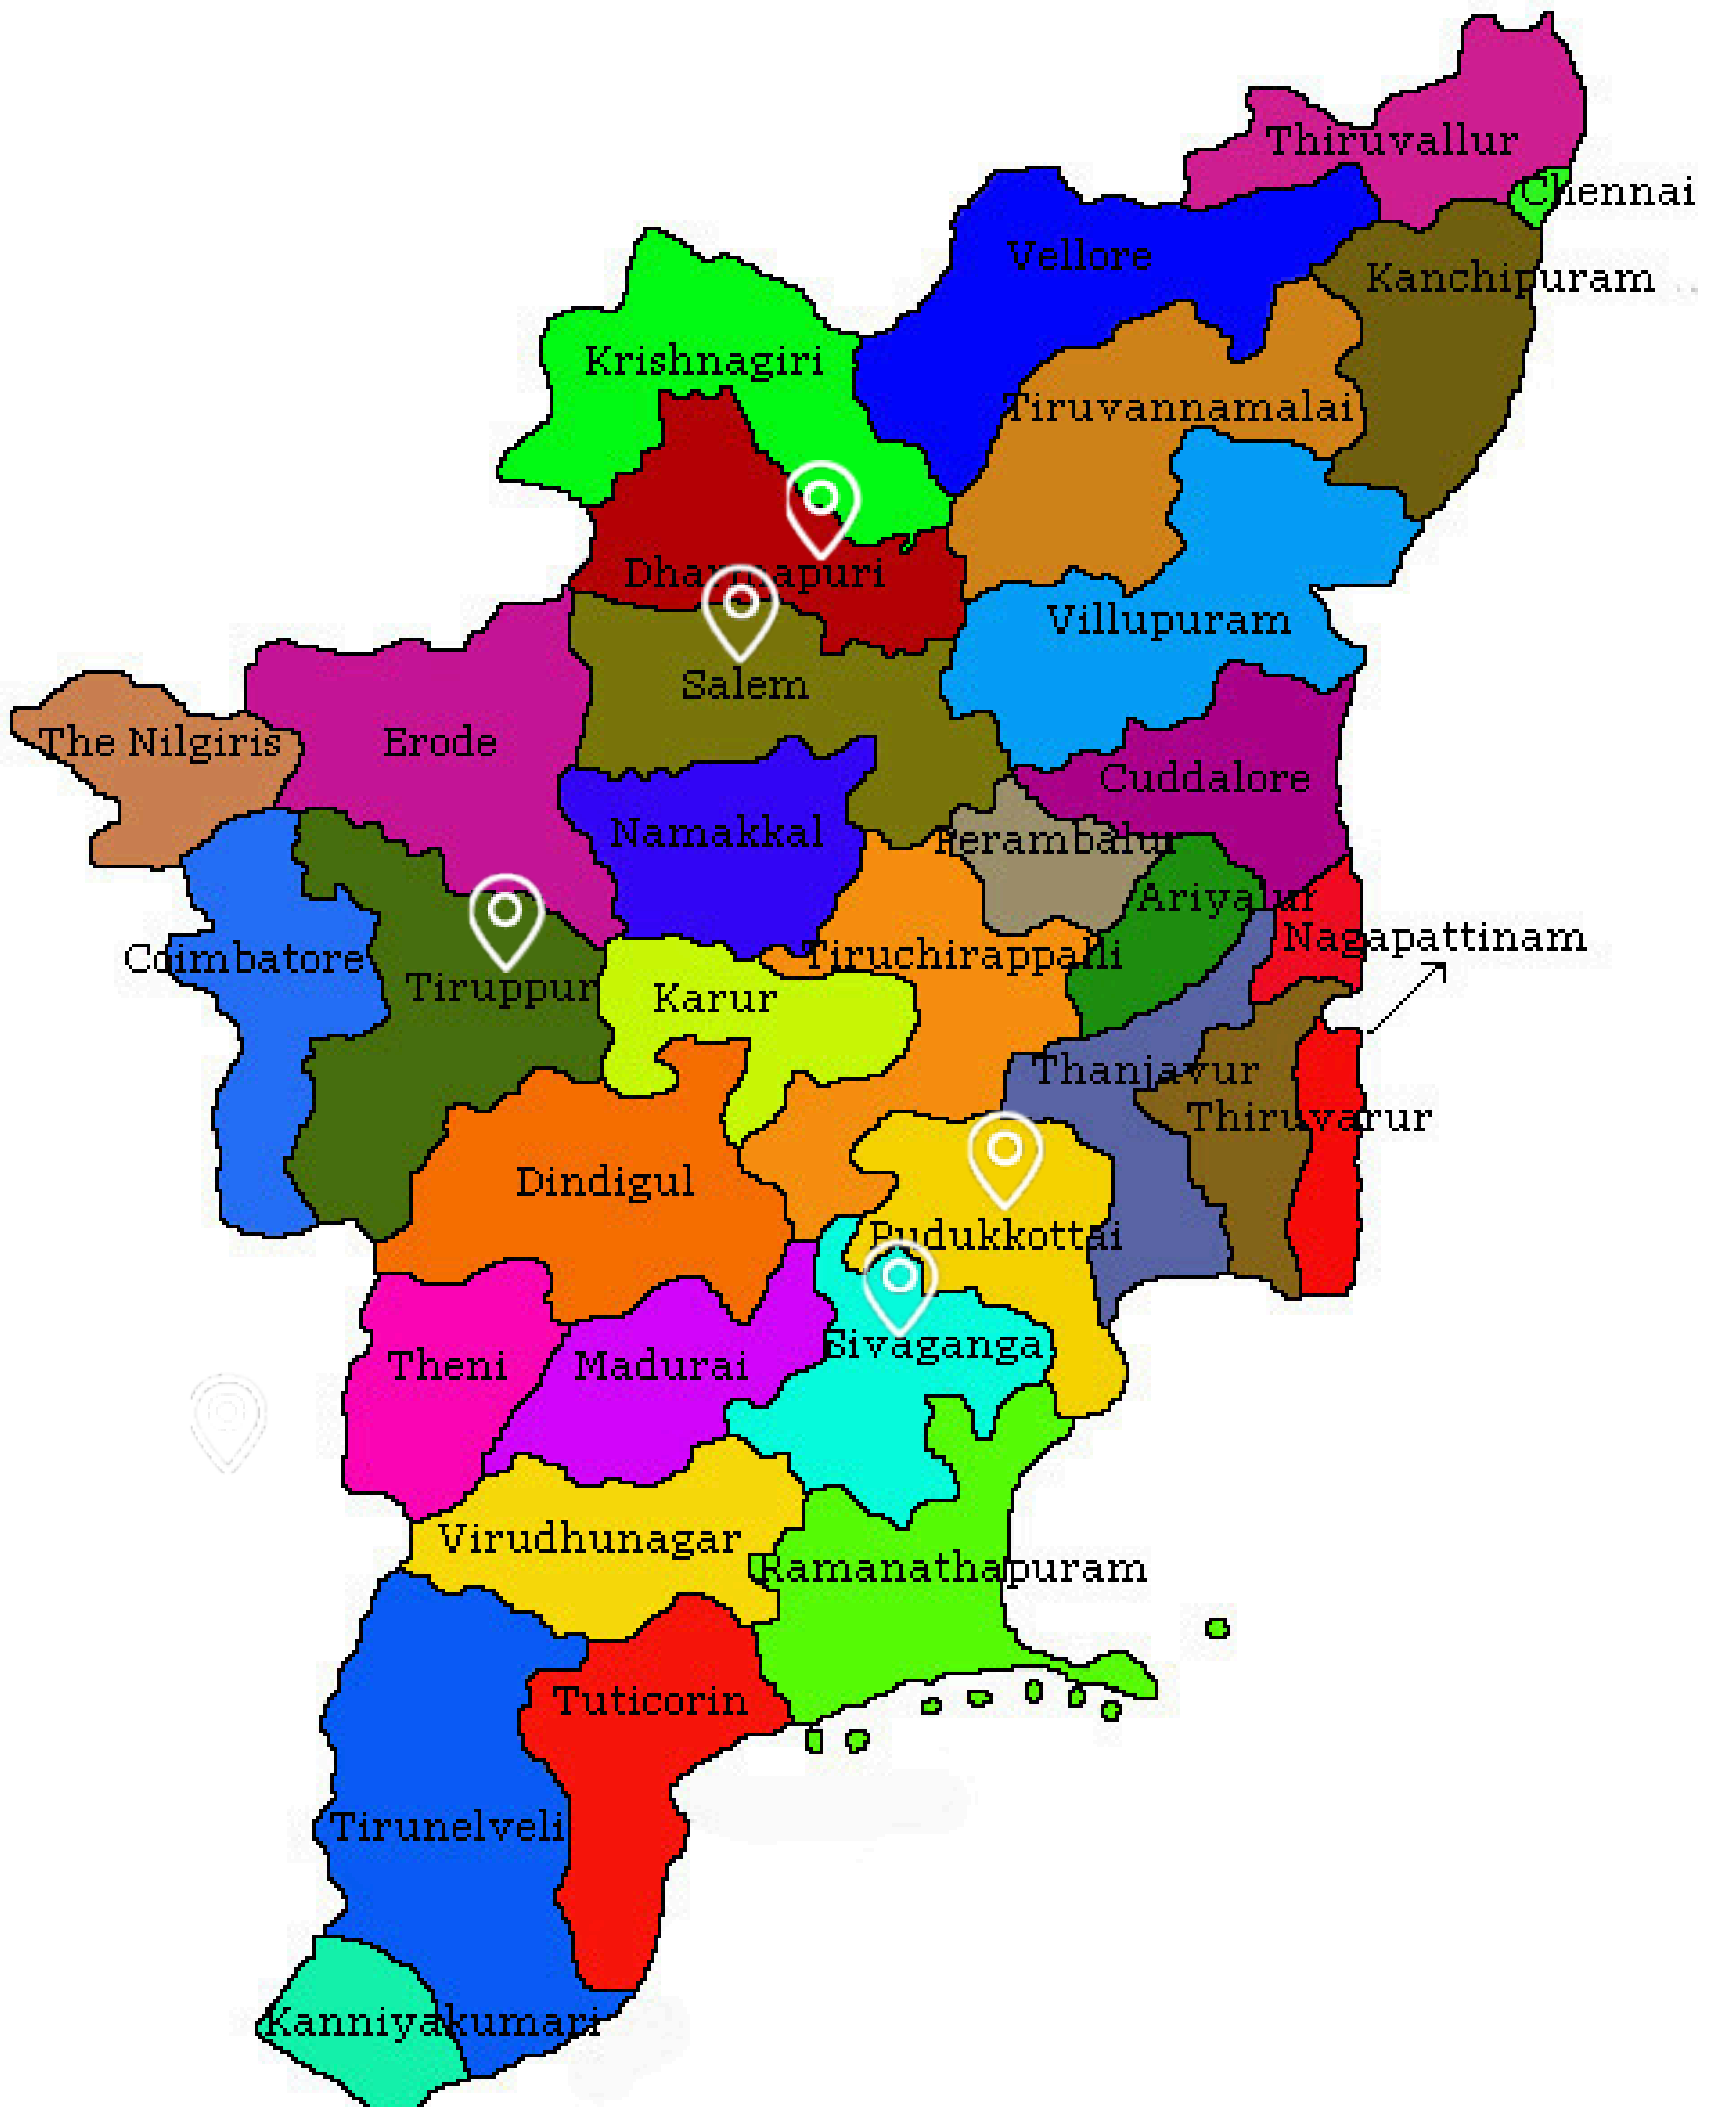 Thiruvallur
Chennai
Vellore
Kanchipuram
Krishnagiri
Tiruvannamalai
Dharmapuri
Villupuram
Salem
The Nilgiris
Erode
Cuddalore
Namakkal
Perambalur
Ariyalur
Nagapattinam
Coimbatore
Tiruchirappalli
Tiruppur
Karur
Thanjavur
Thiruvarur
Dindigul
Pudukkottai
Sivaganga
Theni
Madurai
Virudhunagar
Ramanathapuram
Tuticorin
Tirunelveli
Kanniyakumari